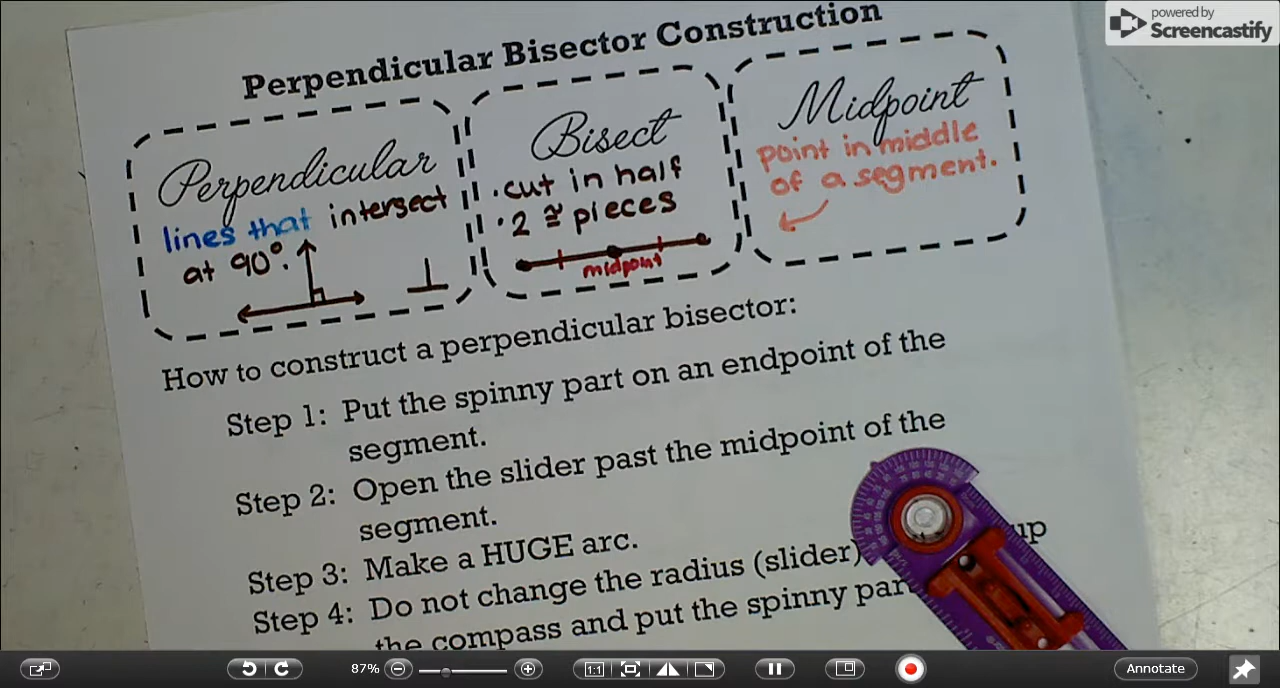 powered by
Screencastify
Perpendicular Bisector Construction
Perpendicular
lines that intersect
at 90°.
Bisect
· cut in half
· 2 ≅ pieces
midpoint
Midpoint
point in middle
of a segment.
How to construct a perpendicular bisector:
Step 1: Put the spinny part on an endpoint of the
segment.
Step 2: Open the slider past the midpoint of the
segment.
Step 3: Make a HUGE arc.
Step 4: Do not change the radius (slider) up
the compass and put the spinny
87%
1:1
Annotate